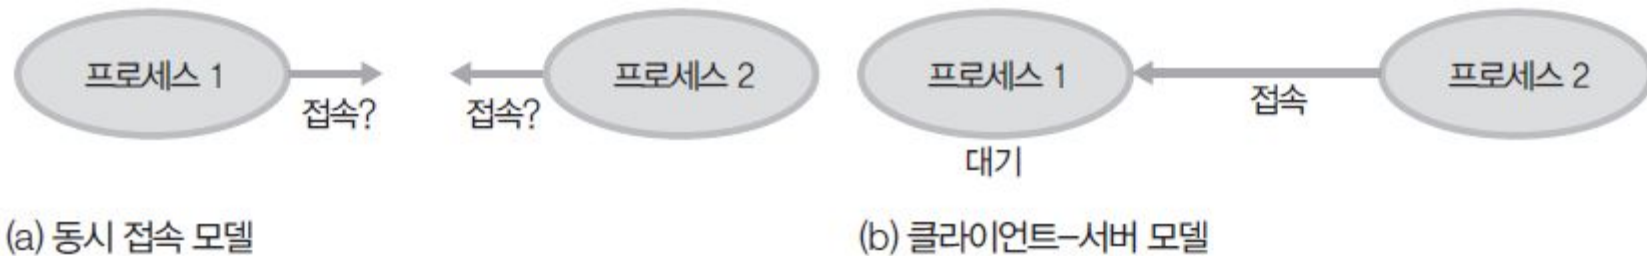 프로세스 1
접속?
접속?
프로세스 2
프로세스 1
대기
접속
프로세스 2
(a) 동시 접속 모델
(b) 클라이언트-서버 모델